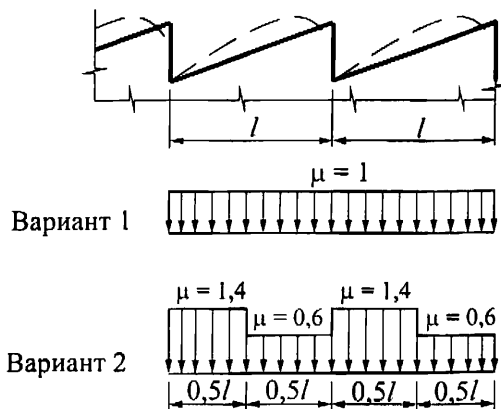 l l
μ = 1
Вариант 1
μ = 1,4 μ = 0,6 μ = 1,4 μ = 0,6
Вариант 2
0,5l 0,5l 0,5l 0,5l